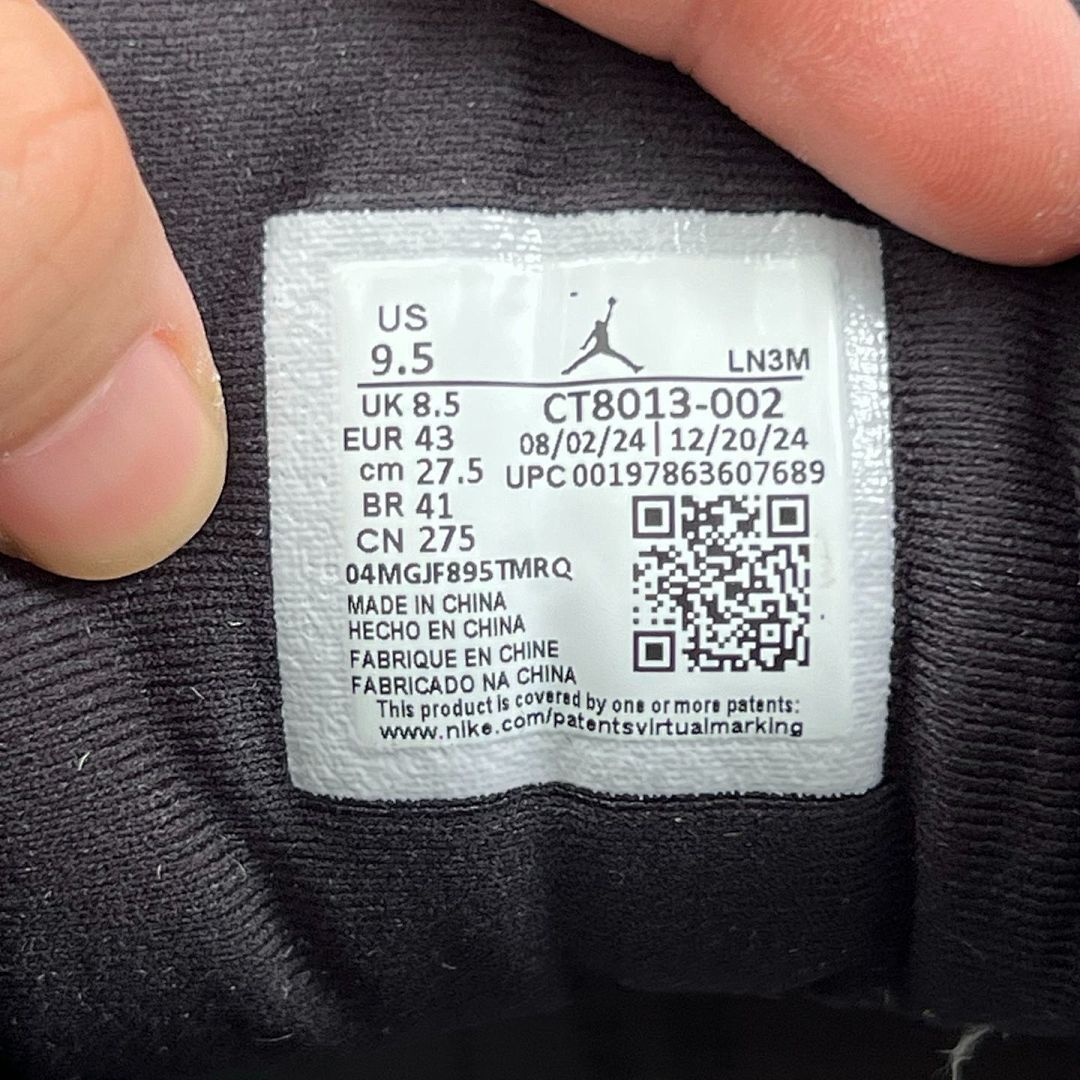 US
9.5
LN3M
UK 8.5
CT8013-002
EUR 43
08/02/24 | 12/20/24
cm 27.5
UPC 00197863607689
BR 41
CN 275
04MGJF895TMRQ
MADE IN CHINA
HECHO EN CHINA
FABRIQUE EN CHINE
FABRICADO NA CHINA
This product is covered by one or more patents:
www.nike.com/patentsvirtualmarking